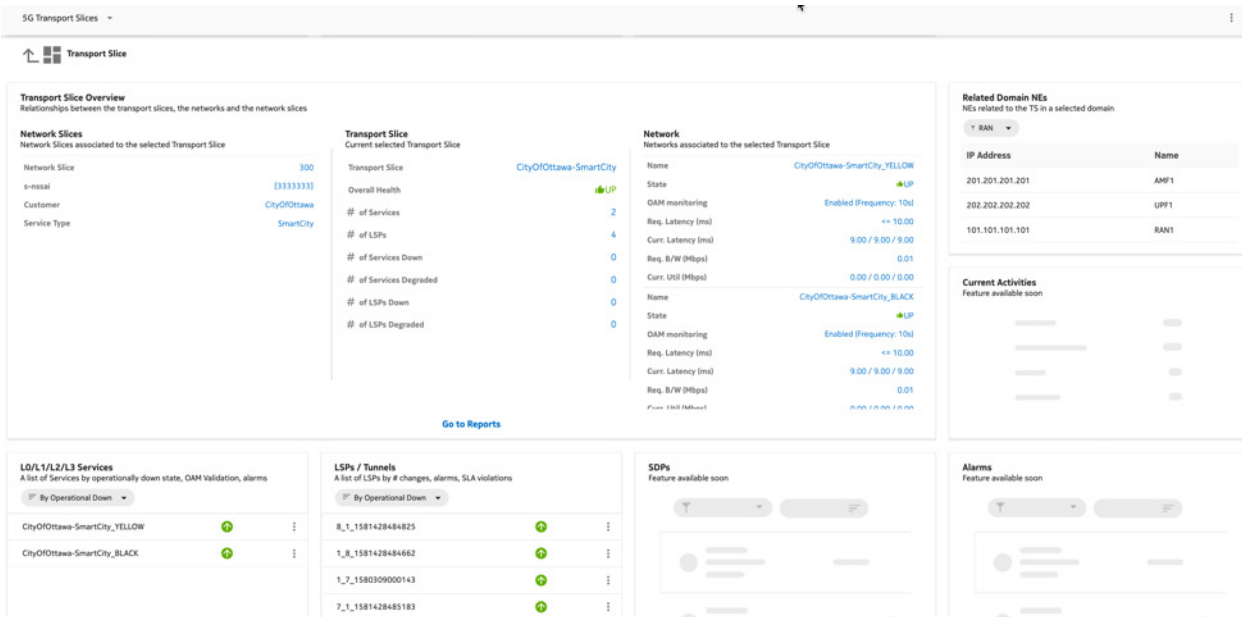 5G Transport Slices
Transport Slice
Transport Slice Overview
Relationships between the transport slices, the networks and the network slices
Network Slices
Network Slices associated to the selected Transport Slice
Network Slice 300
s-nssai [3333333]
Customer CityOfOttawa
Service Type SmartCity
Transport Slice
Current selected Transport Slice
Transport Slice CityOfOttawa-SmartCity
Overall Health UP
# of Services 2
# of LSPs 4
# of Services Down 0
# of Services Degraded 0
# of LSPs Down 0
# of LSPs Degraded 0
Network
Networks associated to the selected Transport Slice
Name CityOfOttawa-SmartCity_YELLOW
State UP
OAM monitoring Enabled (Frequency: 10s)
Req. Latency (ms) <= 10.00
Curr. Latency (ms) 9.00 / 9.00 / 9.00
Req. B/W (Mbps) 0.01
Curr. Util (Mbps) 0.00 / 0.00 / 0.00
Name CityOfOttawa-SmartCity_BLACK
State UP
OAM monitoring Enabled (Frequency: 10s)
Req. Latency (ms) <= 10.00
Curr. Latency (ms) 9.00 / 9.00 / 9.00
Req. B/W (Mbps) 0.01
Curr. Util (Mbps) 0.00 / 0.00 / 0.00
Go to Reports
Related Domain NEs
NEs related to the TS in a selected domain
RAN
IP Address Name
201.201.201.201 AMF1
202.202.202.202 UPF1
101.101.101.101 RAN1
Current Activities
Feature available soon
L0/L1/L2/L3 Services
A list of Services by operationally down state, OAM Validation, alarms
By Operational Down
CityOfOttawa-SmartCity_YELLOW
CityOfOttawa-SmartCity_BLACK
LSPs / Tunnels
A list of LSPs by # changes, alarms, SLA violations
By Operational Down
8_1_1581428484825
1_8_1581428484662
1_7_1580309000143
7_1_1581428485183
SDPs
Feature available soon
Alarms
Feature available soon